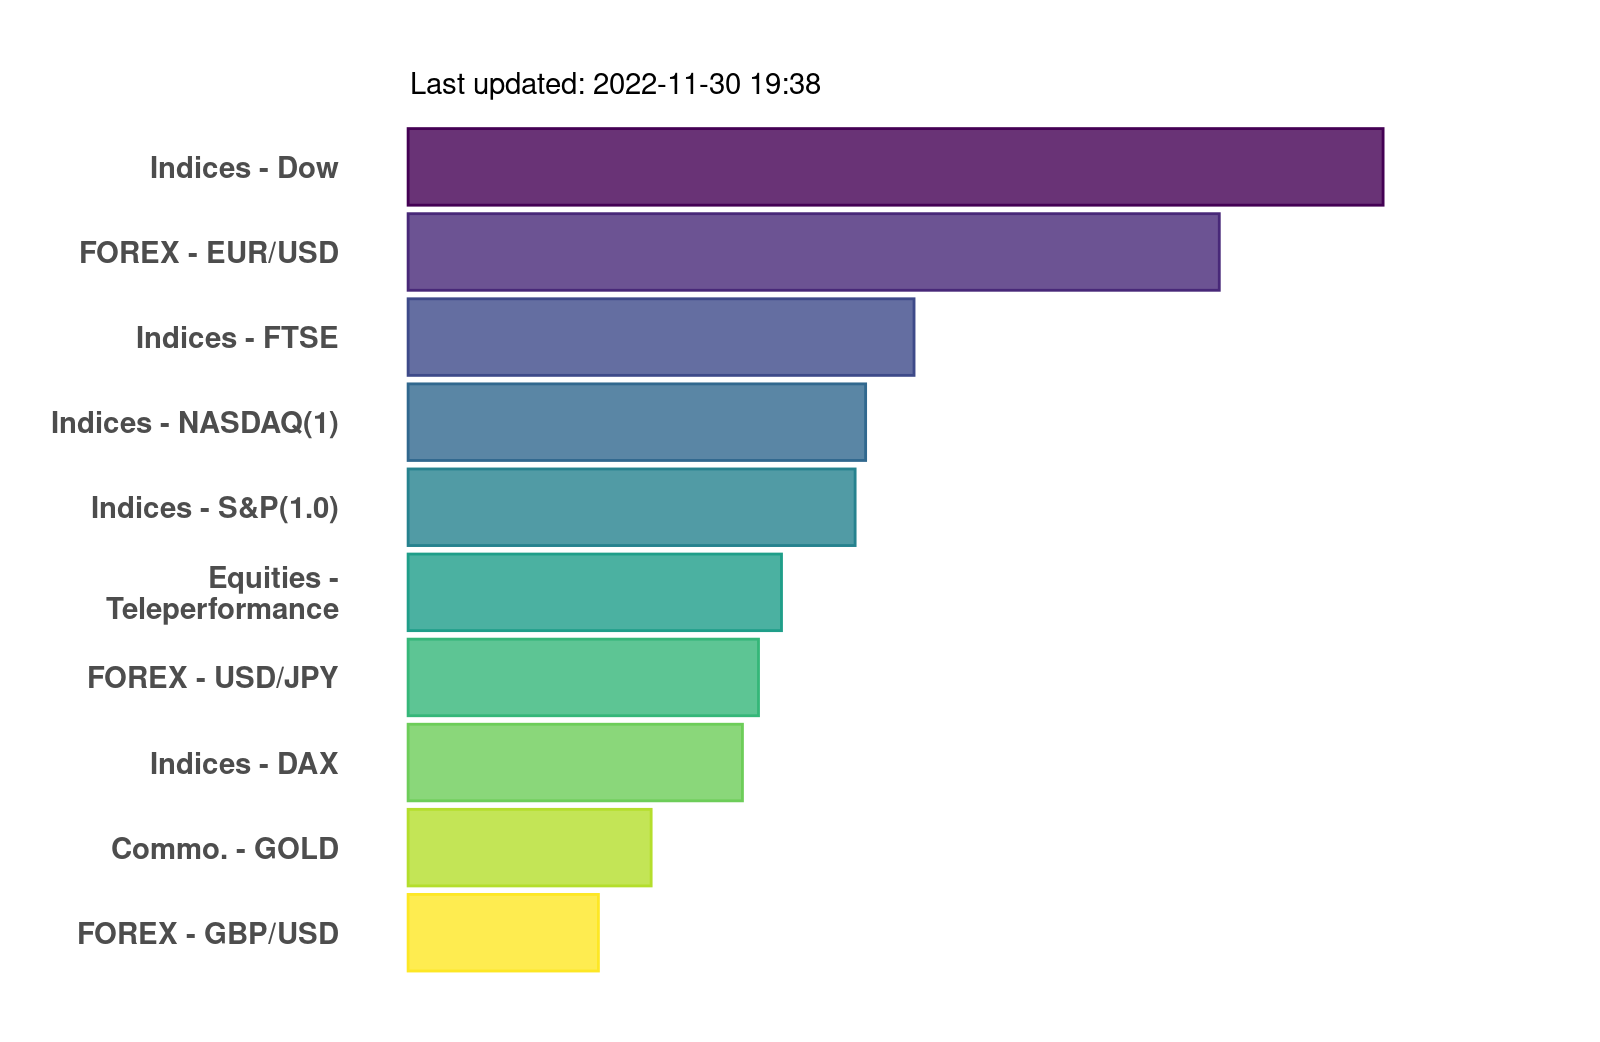 Last updated: 2022-11-30 19:38
Indices - Dow
FOREX - EUR/USD
Indices - FTSE
Indices - NASDAQ(1)
Indices - S&P(1.0)
Equities -
Teleperformance
FOREX - USD/JPY
Indices - DAX
Commo. - GOLD
FOREX - GBP/USD